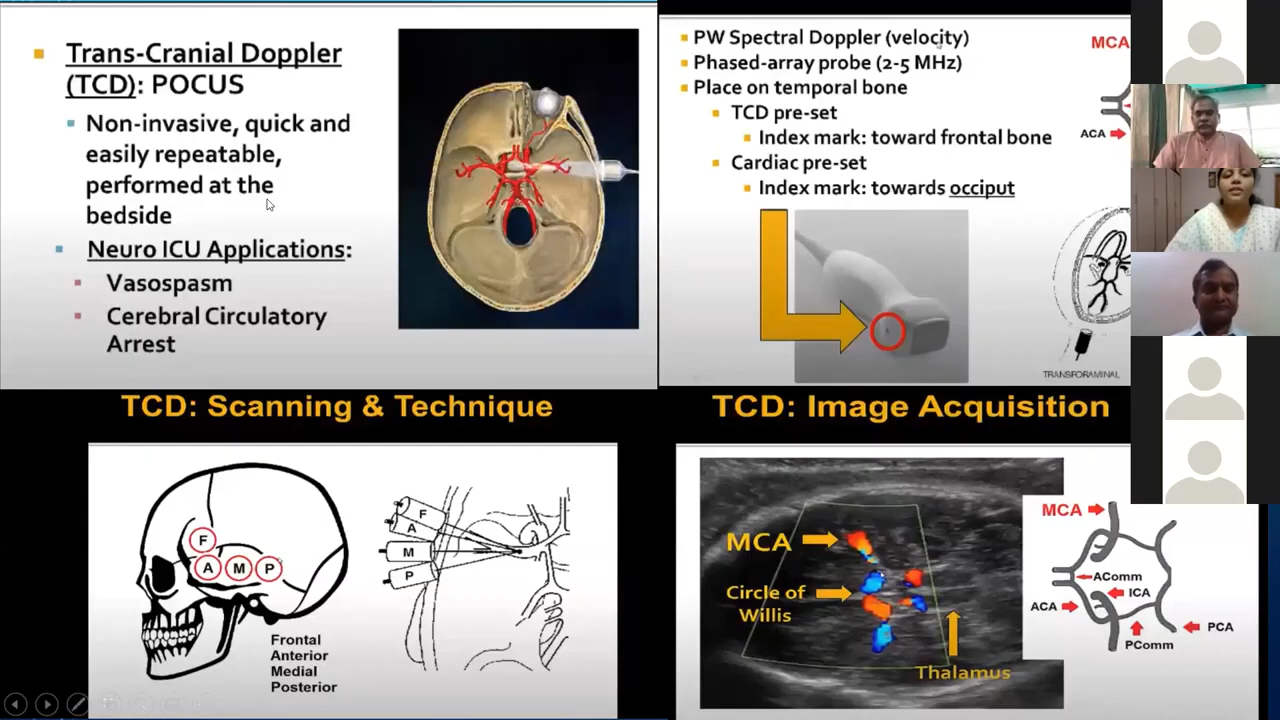 Trans-Cranial Doppler
(TCD): POCUS
Non-invasive, quick and
easily repeatable,
performed at the
bedside
Neuro ICU Applications:
Vasospasm
Cerebral Circulatory
Arrest
PW Spectral Doppler (velocity)
Phased-array probe (2-5 MHz)
Place on temporal bone
TCD pre-set
Index mark: toward frontal bone
Cardiac pre-set
Index mark: towards occiput
MCA
ACA
TRANSFORAMINAL
TCD: Scanning & Technique
F
A M P
Frontal
Anterior
Medial
Posterior
F
A
M
P
TCD: Image Acquisition
MCA
Circle of
Willis
Thalamus
MCA
AComm
ICA
ACA
PCA
PComm